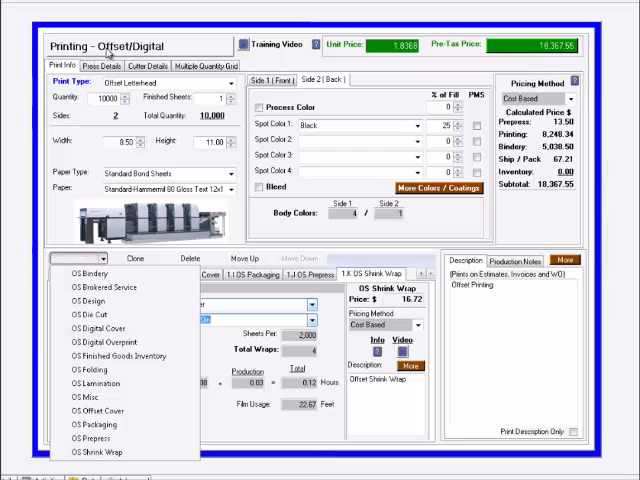 Printing - Offset/Digital
Training Video
Unit Price: 1.8368
Pre-Tax Price: 18,367.55
Print Info Press Details Cutter Details Multiple Quantity Grid
Print Type: Offset Letterhead
Quantity: 10000 Finished Sheets: 1
Sides: 2 Total Quantity: 10,000
Width: 8.50 Height: 11.00
Paper Type: Standard Bond Sheets
Paper: Standard-Hammermil 80 Gloss Text 12x1
Side 1 ( Front ) Side 2 ( Back )
% of Fill PMS
Process Color 0
Spot Color 1: Black 25
Spot Color 2: 0
Spot Color 3: 0
Spot Color 4: 0
Bleed More Colors / Coatings
Side 1 Side 2
Body Colors: 4 / 1
Pricing Method
Cost Based
Calculated Price $
Prepress: 13.50
Printing: 8,248.34
Bindery: 5,038.50
Ship / Pack 67.21
Inventory: 0.00
Subtotal: 18,367.55
Clone Delete Move Up Move Down
OS Bindery
OS Brokered Service
OS Design
OS Die Cut
OS Digital Cover
OS Digital Overprint
OS Finished Goods Inventory
OS Folding
OS Lamination
OS Misc
OS Offset Cover
OS Packaging
OS Prepress
OS Shrink Wrap
Cover 1.I OS Packaging 1.J OS Prepress 1.K OS Shrink Wrap
Sheets Per: 2,000
Total Wraps: 4
Production Total
+ 0.03 = 0.12 Hours
Film Usage: 22.67 Feet
OS Shrink Wrap
Price: $ 16.72
Pricing Method
Cost Based
Info Video
Description: More
Offset Shrink Wrap
Description Production Notes More
(Prints on Estimates, Invoices and WO)
Offset Printing
Print Description Only